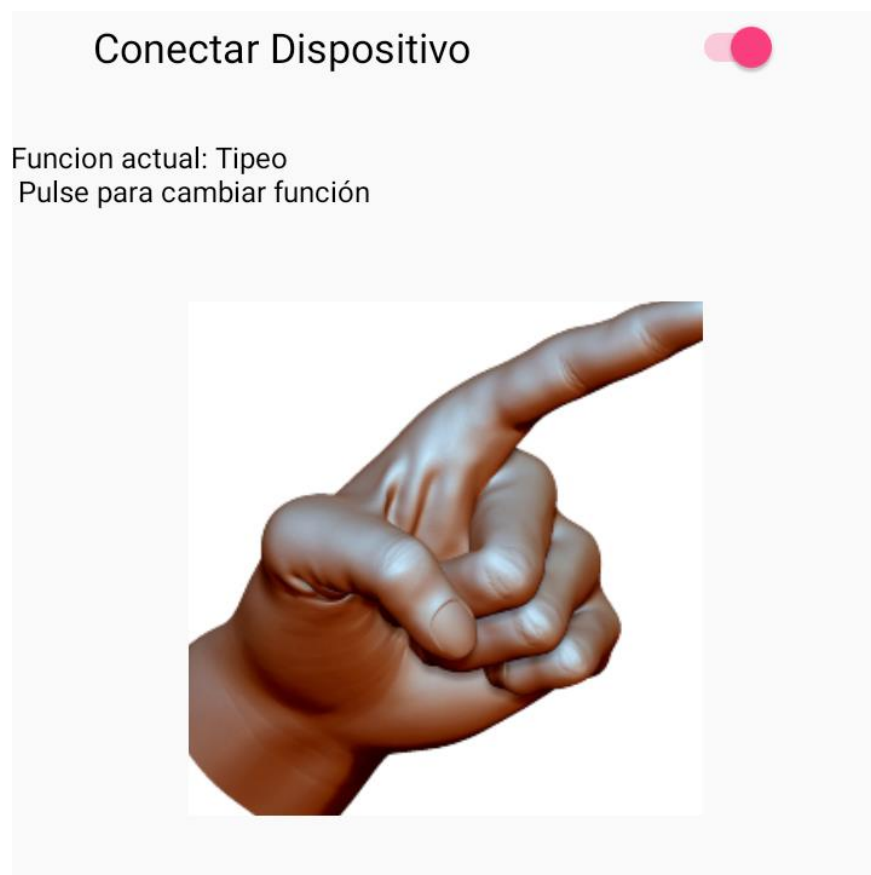 Conectar Dispositivo
Funcion actual: Tipeo
Pulse para cambiar función